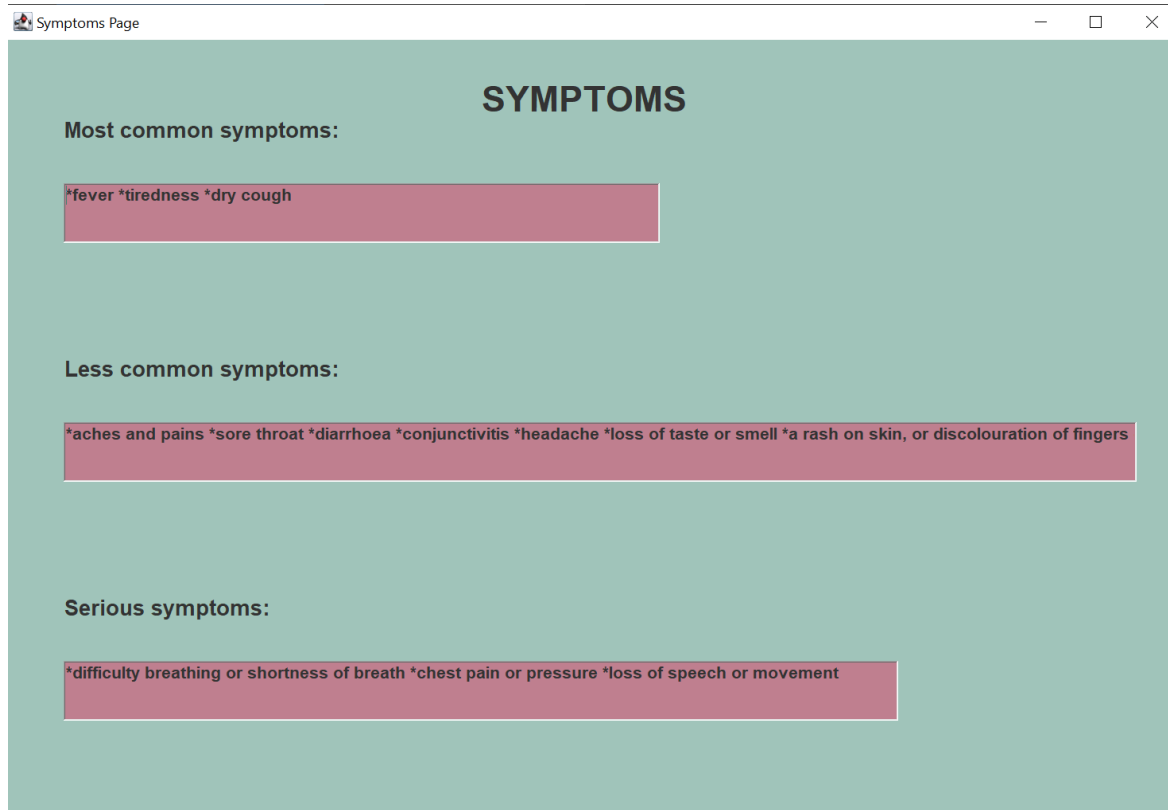 Symptoms Page
SYMPTOMS
Most common symptoms:
*fever *tiredness *dry cough
Less common symptoms:
*aches and pains *sore throat *diarrhoea *conjunctivitis *headache *loss of taste or smell *a rash on skin, or discolouration of fingers
Serious symptoms:
*difficulty breathing or shortness of breath *chest pain or pressure *loss of speech or movement